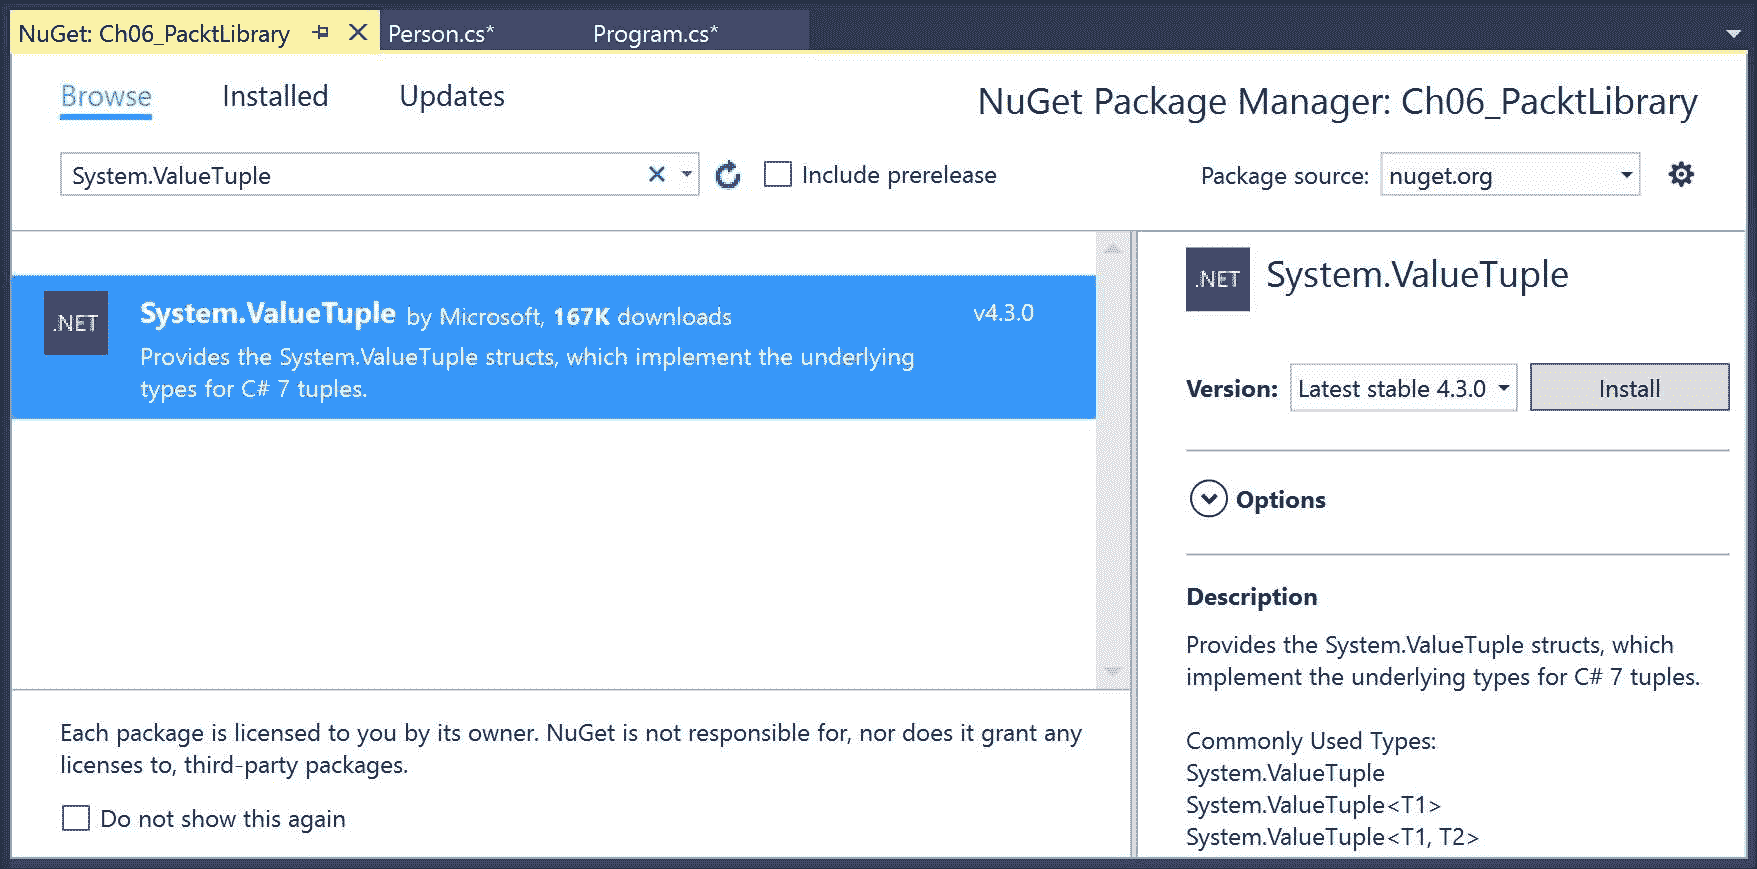 NuGet: Ch06_PacktLibrary Person.cs* Program.cs*
Browse Installed Updates
NuGet Package Manager: Ch06_PacktLibrary
System.ValueTuple
Include prerelease
Package source: nuget.org
.NET
System.ValueTuple by Microsoft, 167K downloads
v4.3.0
Provides the System.ValueTuple structs, which implement the underlying
types for C# 7 tuples.
Each package is licensed to you by its owner. NuGet is not responsible for, nor does it grant any
licenses to, third-party packages.
Do not show this again
.NET
System.ValueTuple
Version: Latest stable 4.3.0 Install
Options
Description
Provides the System.ValueTuple structs, which
implement the underlying types for C# 7 tuples.
Commonly Used Types:
System.ValueTuple
System.ValueTuple<T1>
System.ValueTuple<T1, T2>